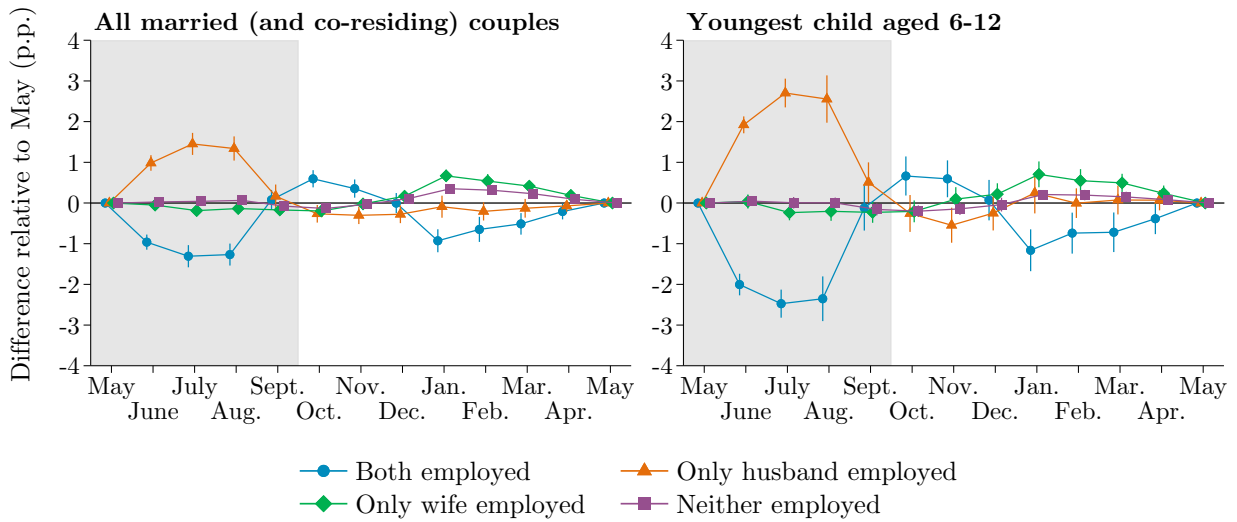 Difference relative to May (p.p.)
All married (and co-residing) couples
4
3
2
1
0
-1
-2
-3
-4
May July Sept. Nov. Jan. Mar. May
June Aug. Oct. Dec. Feb. Apr.
Youngest child aged 6-12
4
3
2
1
0
-1
-2
-3
-4
May July Sept. Nov. Jan. Mar. May
June Aug. Oct. Dec. Feb. Apr.
Both employed
Only husband employed
Only wife employed
Neither employed